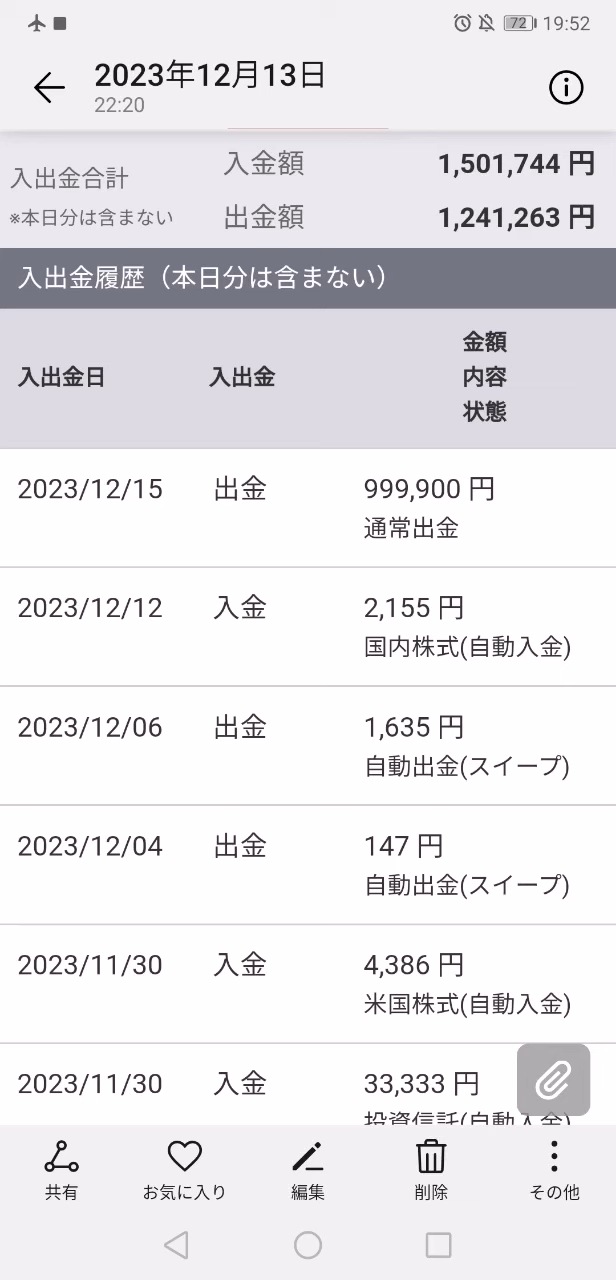 72 19:52
2023年12月13日
22:20
入出金合計
※本日分は含まない
入金額 1,501,744 円
出金額 1,241,263 円
入出金履歴（本日分は含まない）
入出金日 入出金 金額
内容
状態
2023/12/15 出金 999,900 円
通常出金
2023/12/12 入金 2,155 円
国内株式(自動入金)
2023/12/06 出金 1,635 円
自動出金(スイープ)
2023/12/04 出金 147 円
自動出金(スイープ)
2023/11/30 入金 4,386 円
米国株式(自動入金)
2023/11/30 入金 33,333 円
投資信託(自動入金)
共有 お気に入り 編集 削除 その他